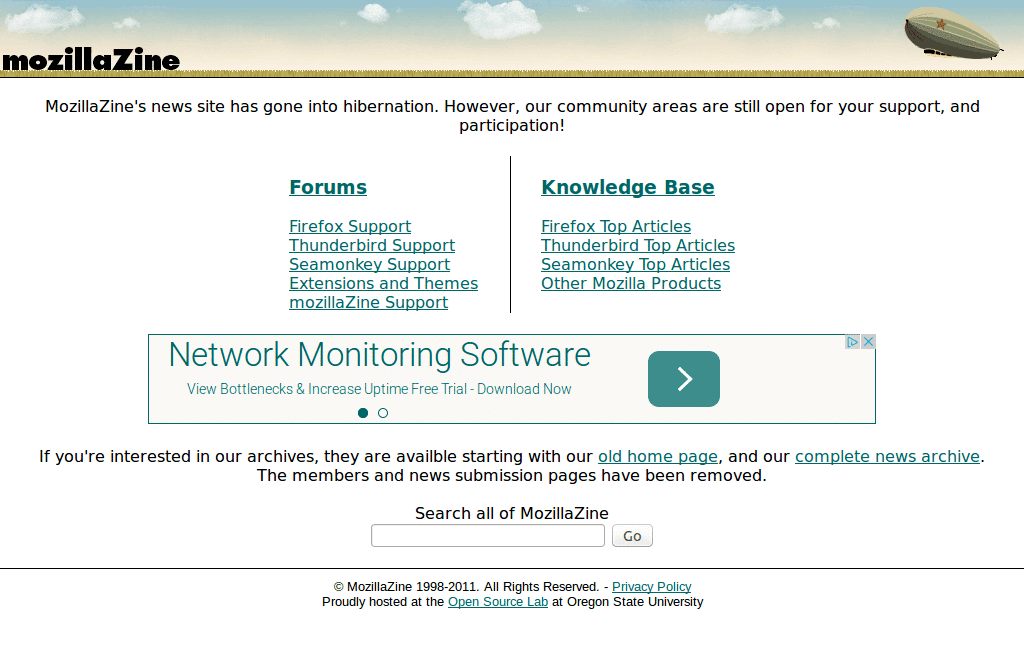 mozillaZine
MozillaZine's news site has gone into hibernation. However, our community areas are still open for your support, and
participation!
Forums
Firefox Support
Thunderbird Support
Seamonkey Support
Extensions and Themes
mozillaZine Support
Knowledge Base
Firefox Top Articles
Thunderbird Top Articles
Seamonkey Top Articles
Other Mozilla Products
Network Monitoring Software
View Bottlenecks & Increase Uptime Free Trial - Download Now
If you're interested in our archives, they are availble starting with our old home page, and our complete news archive.
The members and news submission pages have been removed.
Search all of MozillaZine
Go
© MozillaZine 1998-2011. All Rights Reserved. - Privacy Policy
Proudly hosted at the Open Source Lab at Oregon State University